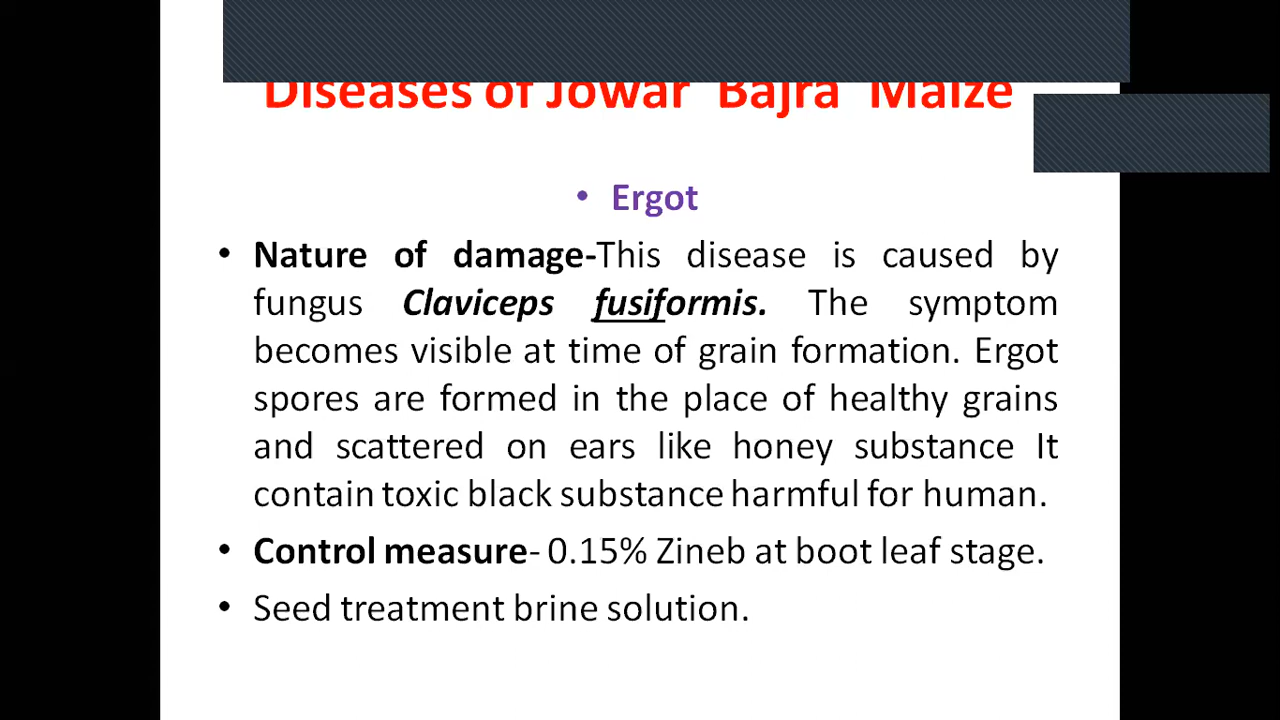 Diseases of Jowar Bajra Maize
• Ergot
• Nature of damage-This disease is caused by
fungus Claviceps fusiformis. The symptom
becomes visible at time of grain formation. Ergot
spores are formed in the place of healthy grains
and scattered on ears like honey substance It
contain toxic black substance harmful for human.
• Control measure- 0.15% Zineb at boot leaf stage.
• Seed treatment brine solution.